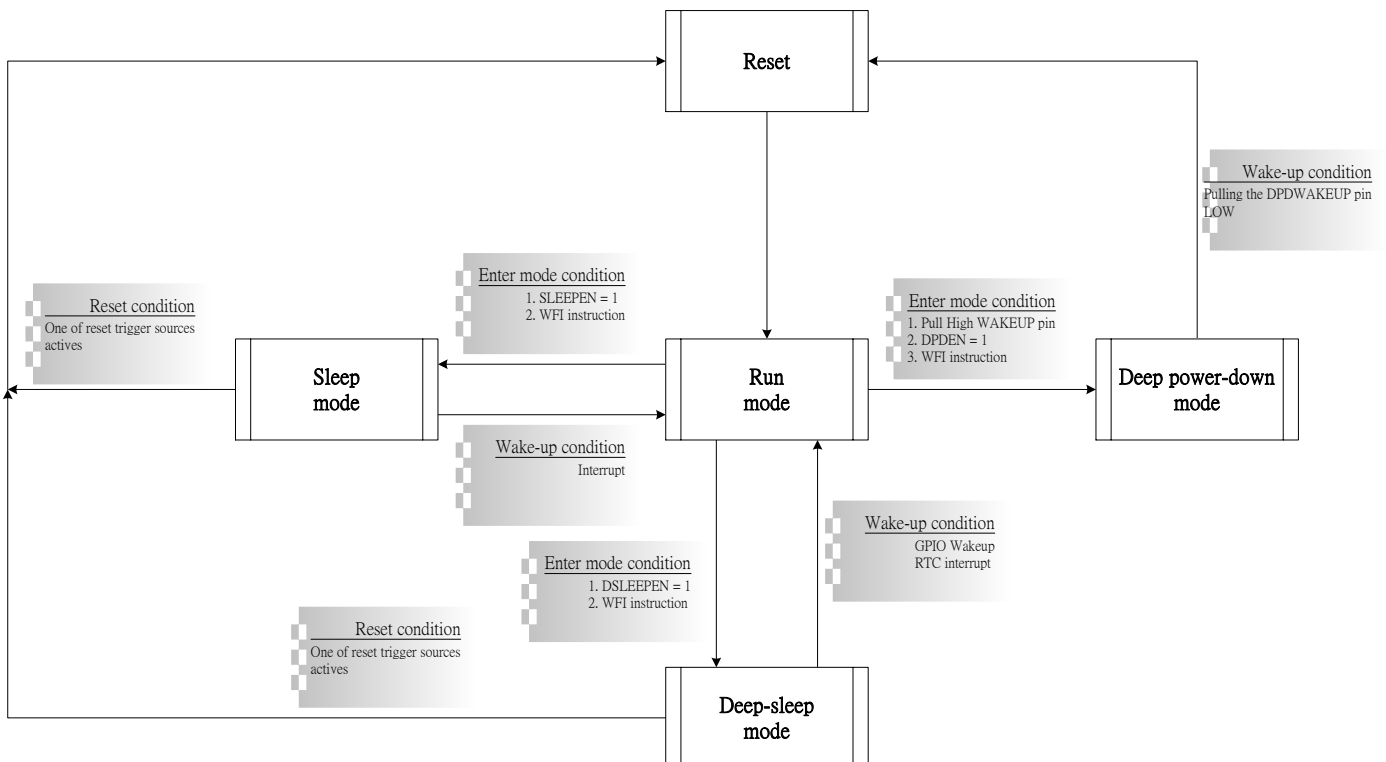 Reset
Wake-up condition
Pulling the DPDWAKEUP pin
LOW
Enter mode condition
1. SLEEPEN = 1
2. WFI instruction
Enter mode condition
1. Pull High WAKEUP pin
2. DPDEN = 1
3. WFI instruction
Reset condition
One of reset trigger sources
actives
Sleep
mode
Run
mode
Deep power-down
mode
Wake-up condition
Interrupt
Wake-up condition
GPIO Wakeup
RTC interrupt
Enter mode condition
1. DSLEEPEN = 1
2. WFI instruction
Reset condition
One of reset trigger sources
actives
Deep-sleep
mode